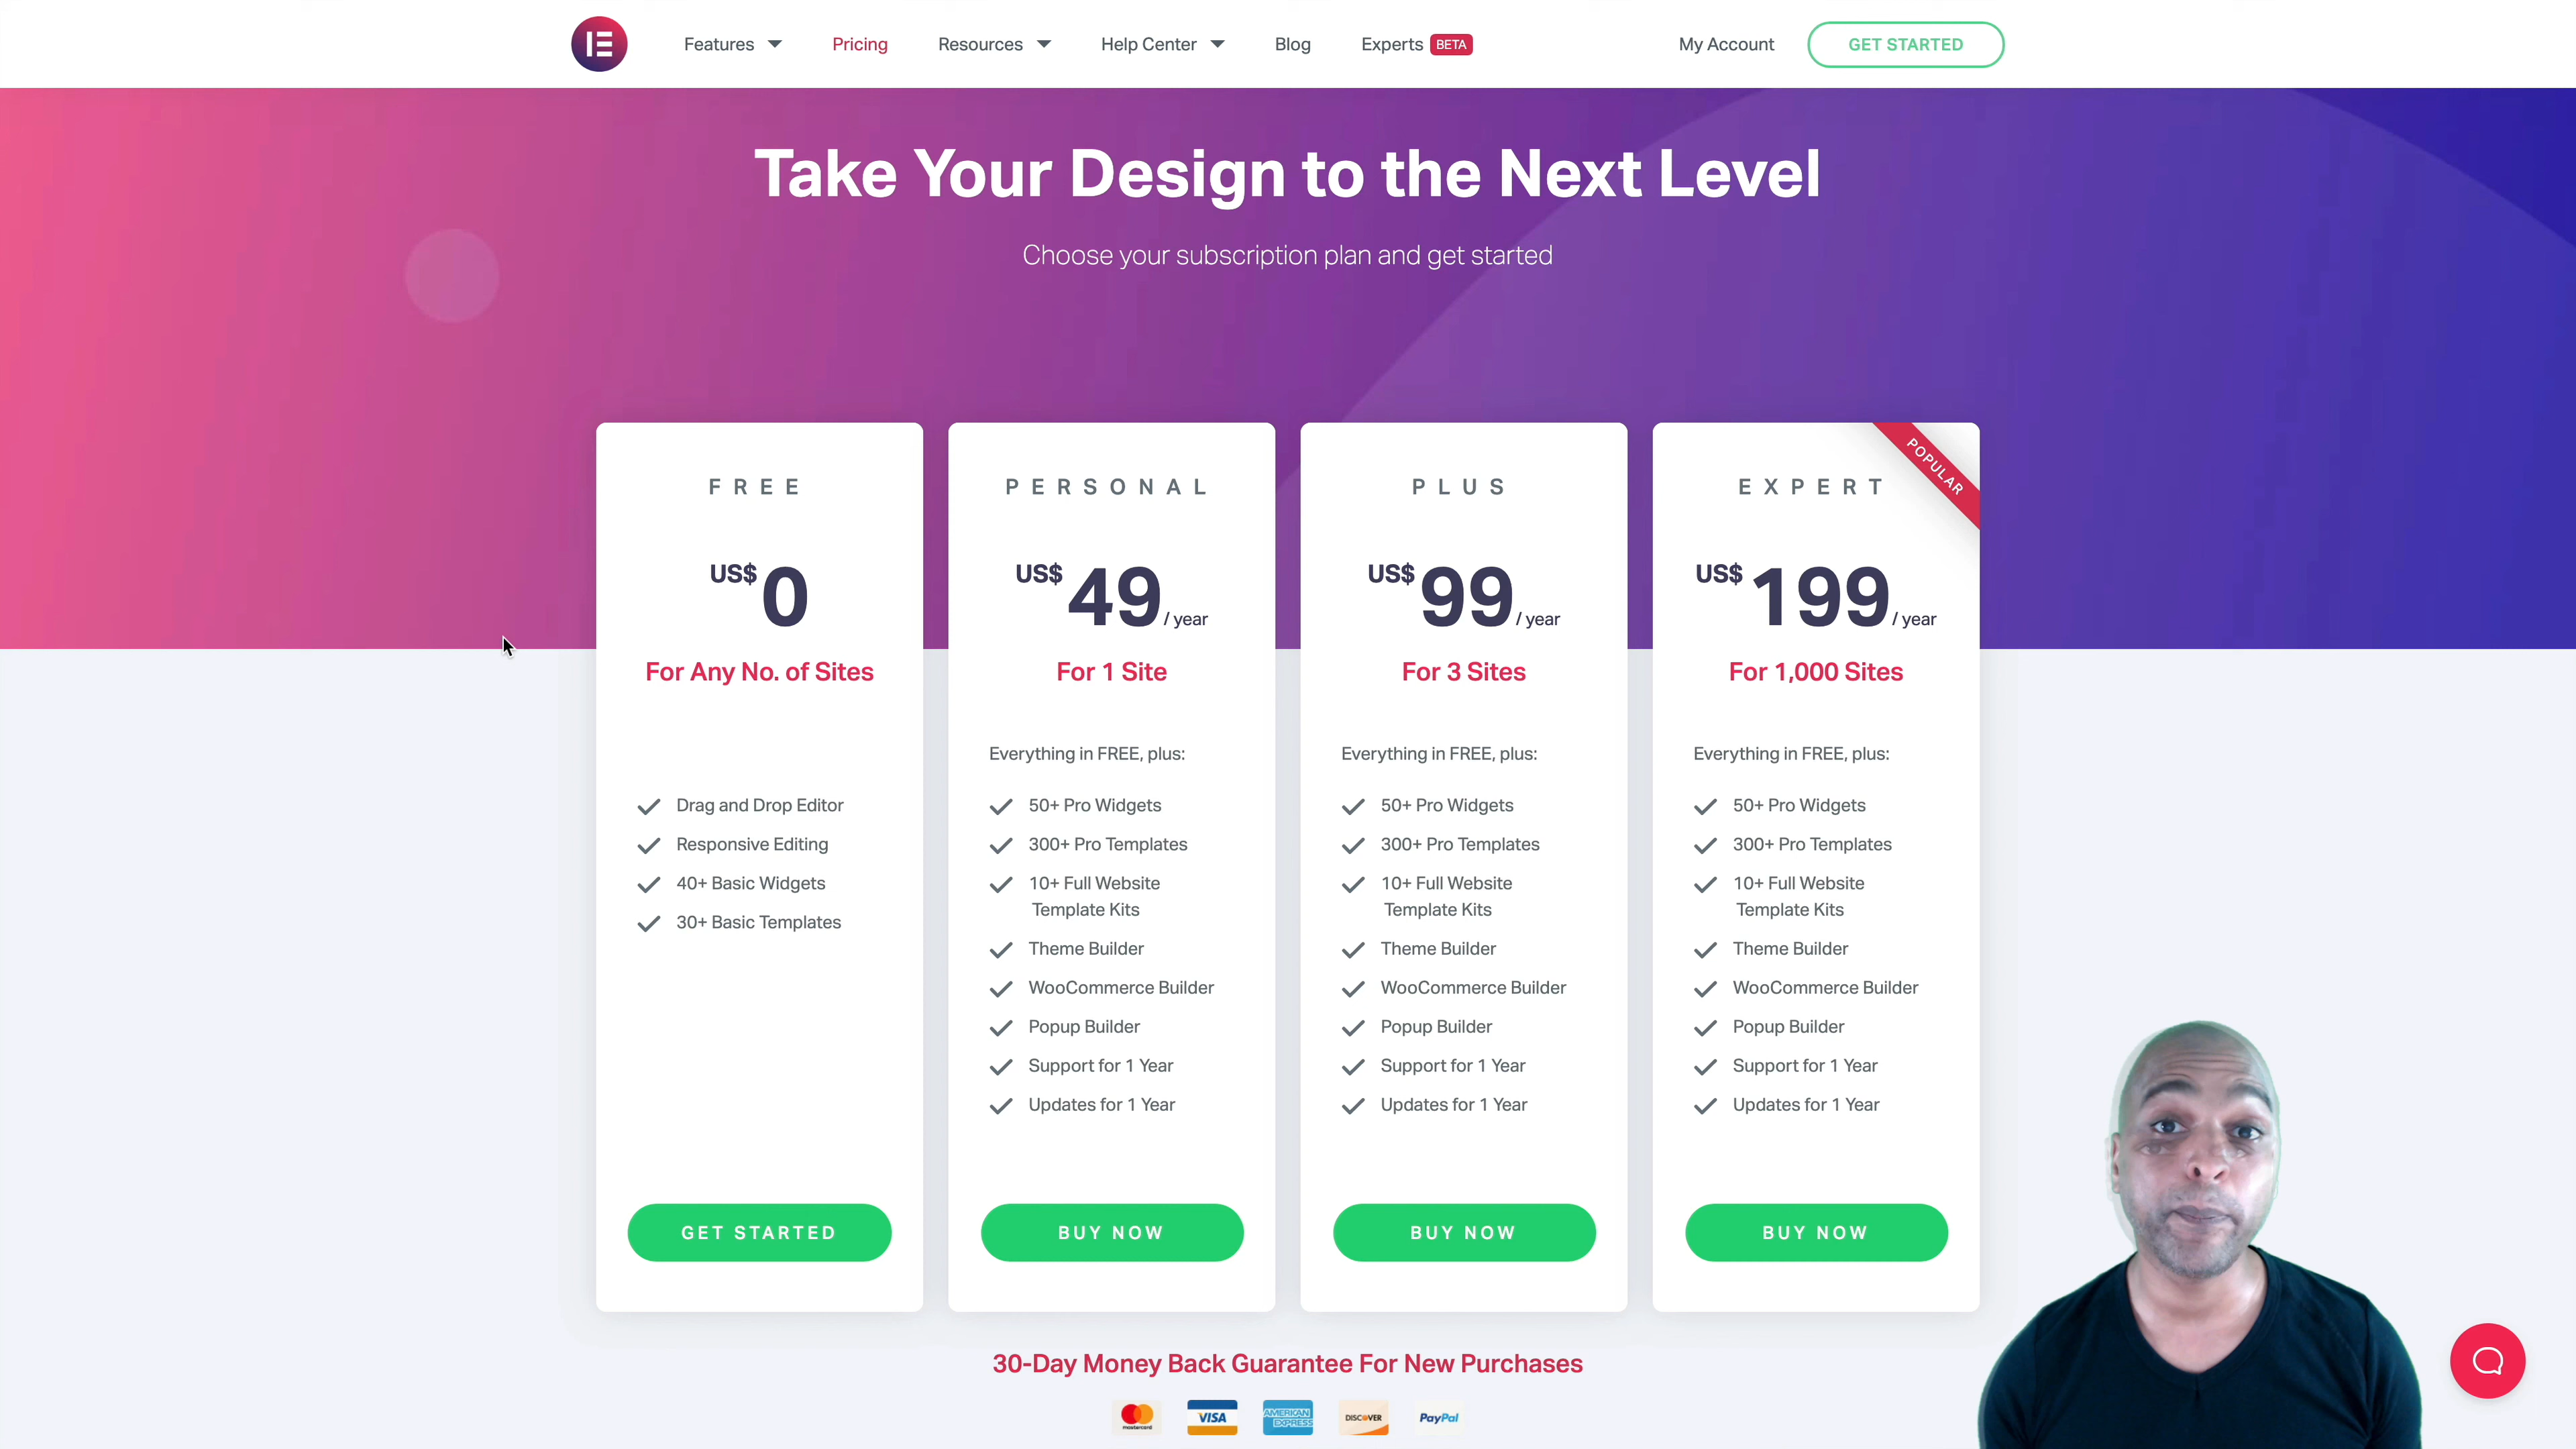 Features
Pricing
Resources
Help Center
Blog
Experts BETA
My Account
GET STARTED
Take Your Design to the Next Level
Choose your subscription plan and get started
FREE
US$ 0
For Any No. of Sites
Drag and Drop Editor
Responsive Editing
40+ Basic Widgets
30+ Basic Templates
GET STARTED
PERSONAL
US$ 49 / year
For 1 Site
Everything in FREE, plus:
50+ Pro Widgets
300+ Pro Templates
10+ Full Website
Template Kits
Theme Builder
WooCommerce Builder
Popup Builder
Support for 1 Year
Updates for 1 Year
BUY NOW
PLUS
US$ 99 / year
For 3 Sites
Everything in FREE, plus:
50+ Pro Widgets
300+ Pro Templates
10+ Full Website
Template Kits
Theme Builder
WooCommerce Builder
Popup Builder
Support for 1 Year
Updates for 1 Year
BUY NOW
EXPERT
POPULAR
US$ 199 / year
For 1,000 Sites
Everything in FREE, plus:
50+ Pro Widgets
300+ Pro Templates
10+ Full Website
Template Kits
Theme Builder
WooCommerce Builder
Popup Builder
Support for 1 Year
Updates for 1 Year
BUY NOW
30-Day Money Back Guarantee For New Purchases
mastercard
VISA
AMERICAN
EXPRESS
DISCOVER
PayPal